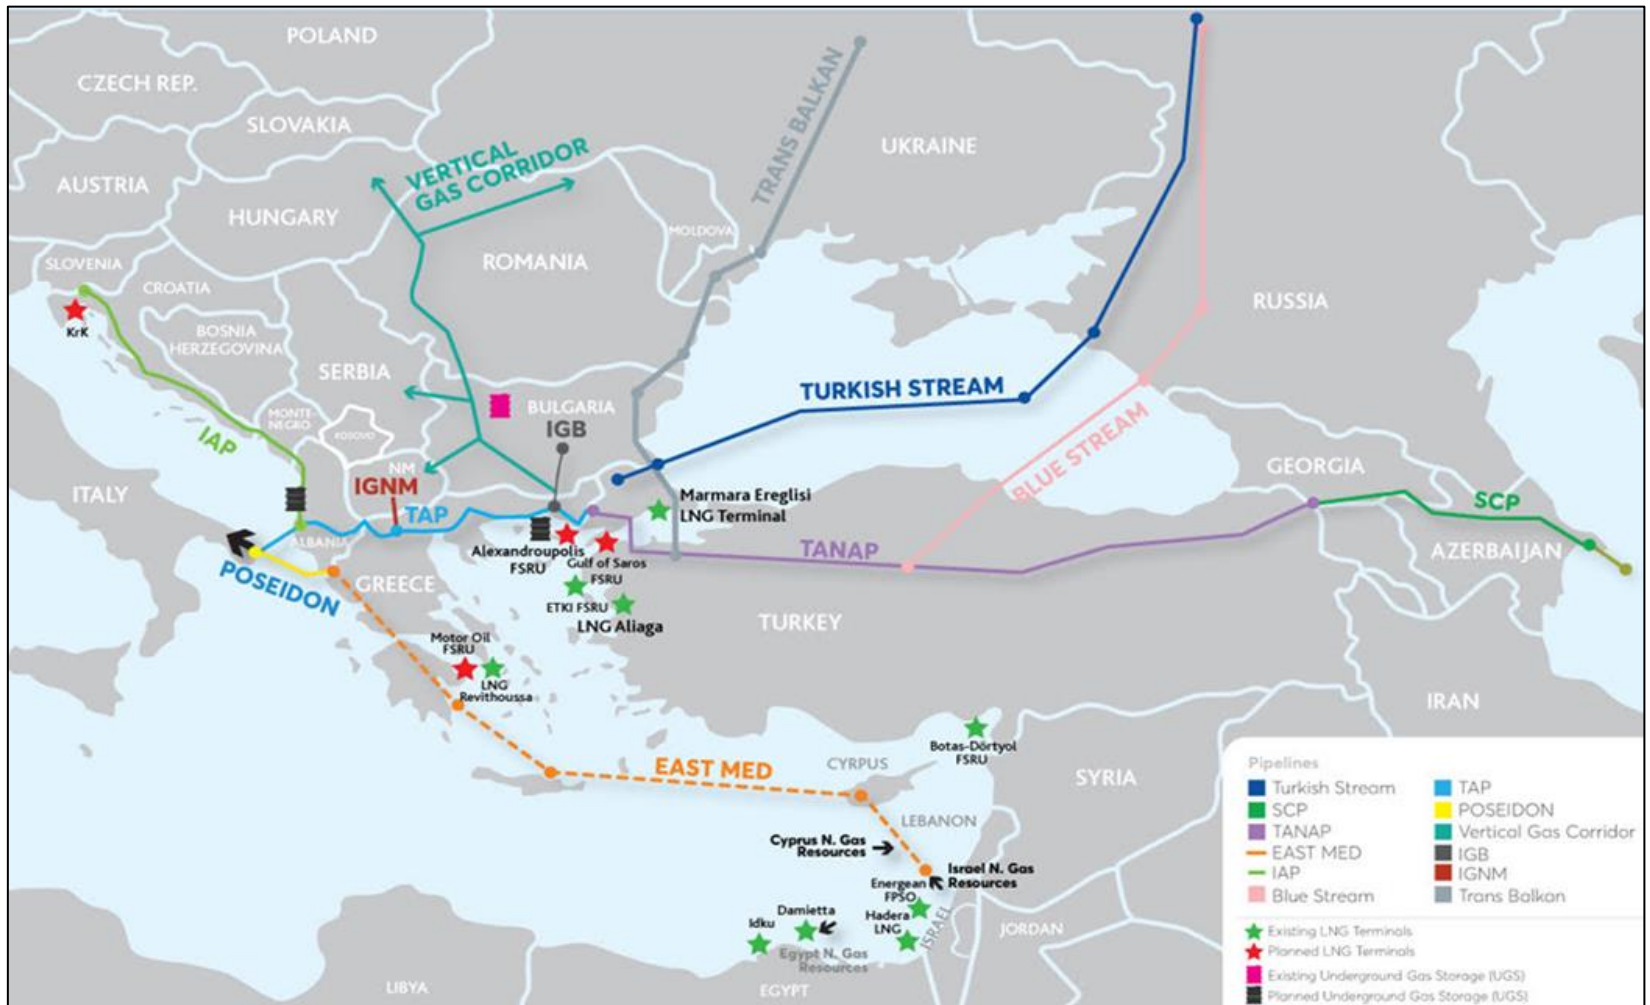 POLAND
CZECH REP.
SLOVAKIA
AUSTRIA
HUNGARY
VERTICAL
GAS CORRIDOR
TRANS BALKAN
UKRAINE
MOLDOVA
SLOVENIA
CROATIA
ROMANIA
RUSSIA
KrK
BOSNIA
HERZEGOVINA
SERBIA
TURKISH STREAM
MONTE-
NEGRO
KOSOVO
BULGARIA
IGB
IAP
BLUE STREAM
ITALY
NM
IGNM
TAP
GEORGIA
SCP
Marmara Ereglisi
LNG Terminal
ALBANIA
POSEIDON
GREECE
Alexandroupolis
FSRU
Gulf of Saros
FSRU
TANAP
AZERBAIJAN
ETKI FSRU
LNG Aliaga
TURKEY
Motor Oil
FSRU
LNG
Revithoussa
IRAN
EAST MED
CYRPUS
Botas-Dörtyol
FSRU
SYRIA
LEBANON
Cyprus N. Gas
Resources
Israel N. Gas
Resources
Energean
FPSO
Hadera
LNG
ISRAEL
JORDAN
Idku
Damietta
Egypt N. Gas
Resources
LIBYA
EGYPT
Pipelines
Turkish Stream
SCP
TANAP
EAST MED
IAP
Blue Stream
TAP
POSEIDON
Vertical Gas Corridor
IGB
IGNM
Trans Balkan
Existing LNG Terminals
Planned LNG Terminals
Existing Underground Gas Storage (UGS)
Planned Underground Gas Storage (UGS)